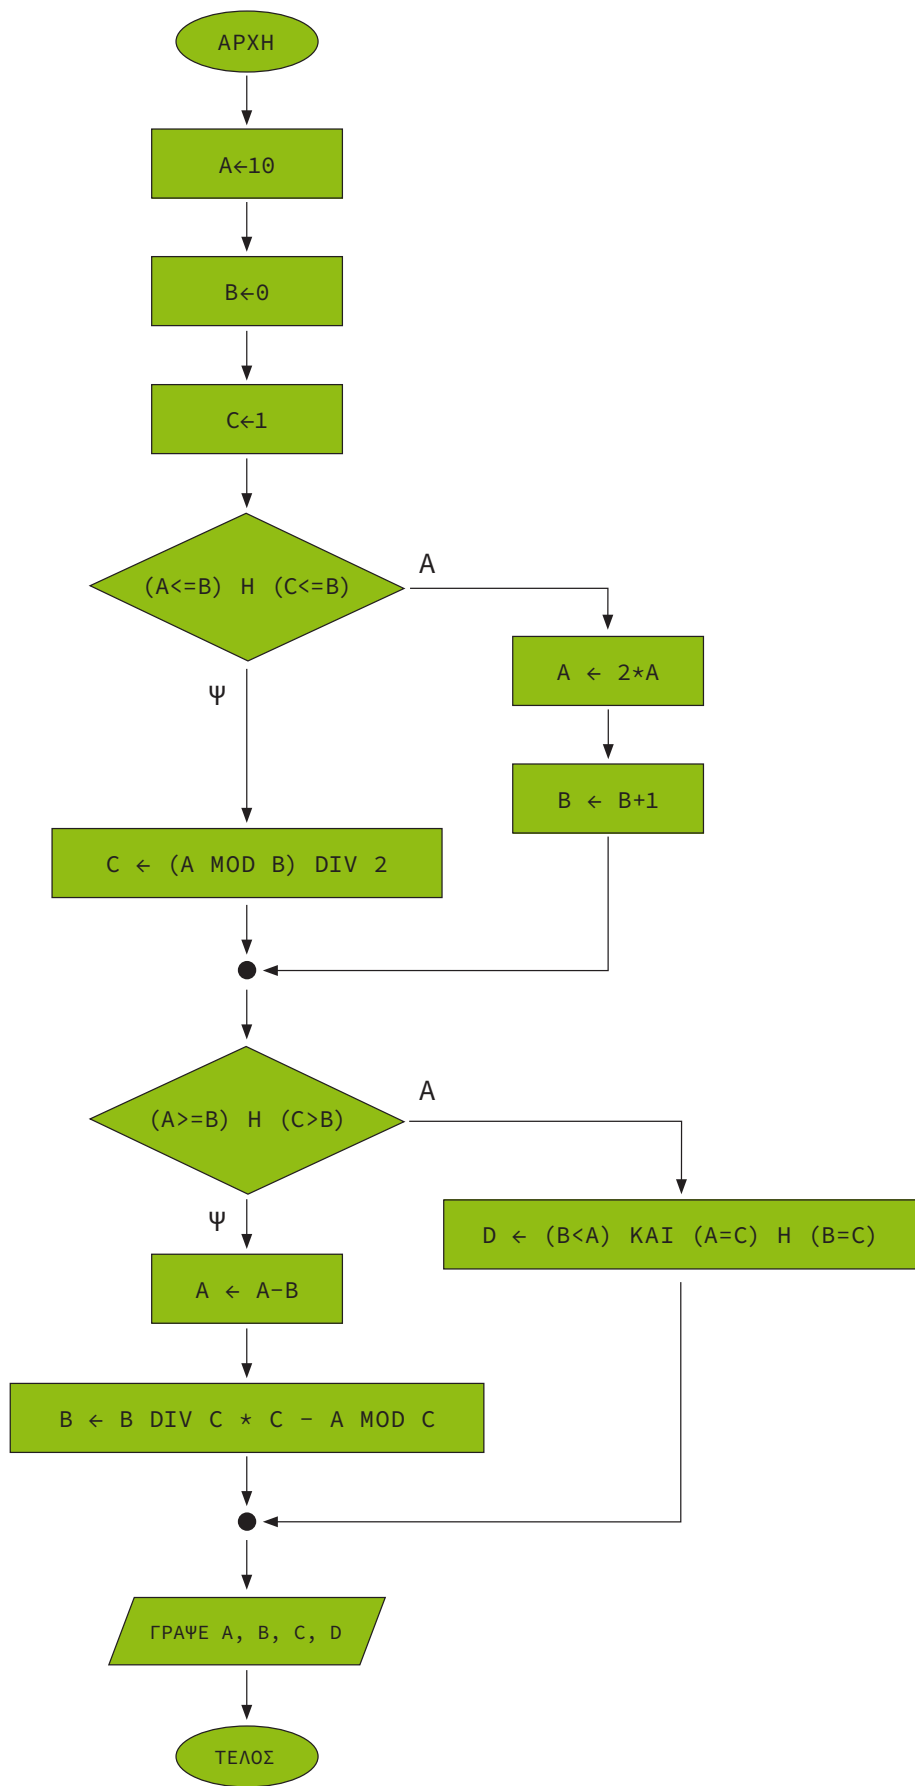 ΑΡΧΗ
A←10
B←0
C←1
(A<=B) Η (C<=B)
Α
A ← 2*A
Ψ
B ← B+1
C ← (A MOD B) DIV 2
(A>=B) Η (C>B)
Α
Ψ
D ← (B<A) ΚΑΙ (A=C) Η (B=C)
A ← A-B
B ← B DIV C * C - A MOD C
ΓΡΑΨΕ A, B, C, D
ΤΕΛΟΣ